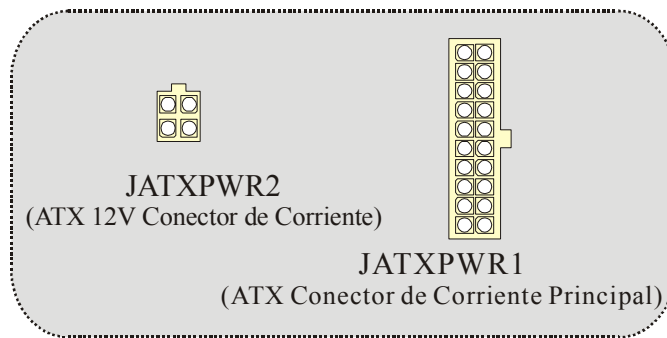 JATXPWR2
(ATX 12V Conector de Corriente)
JATXPWR1
(ATX Conector de Corriente Principal)